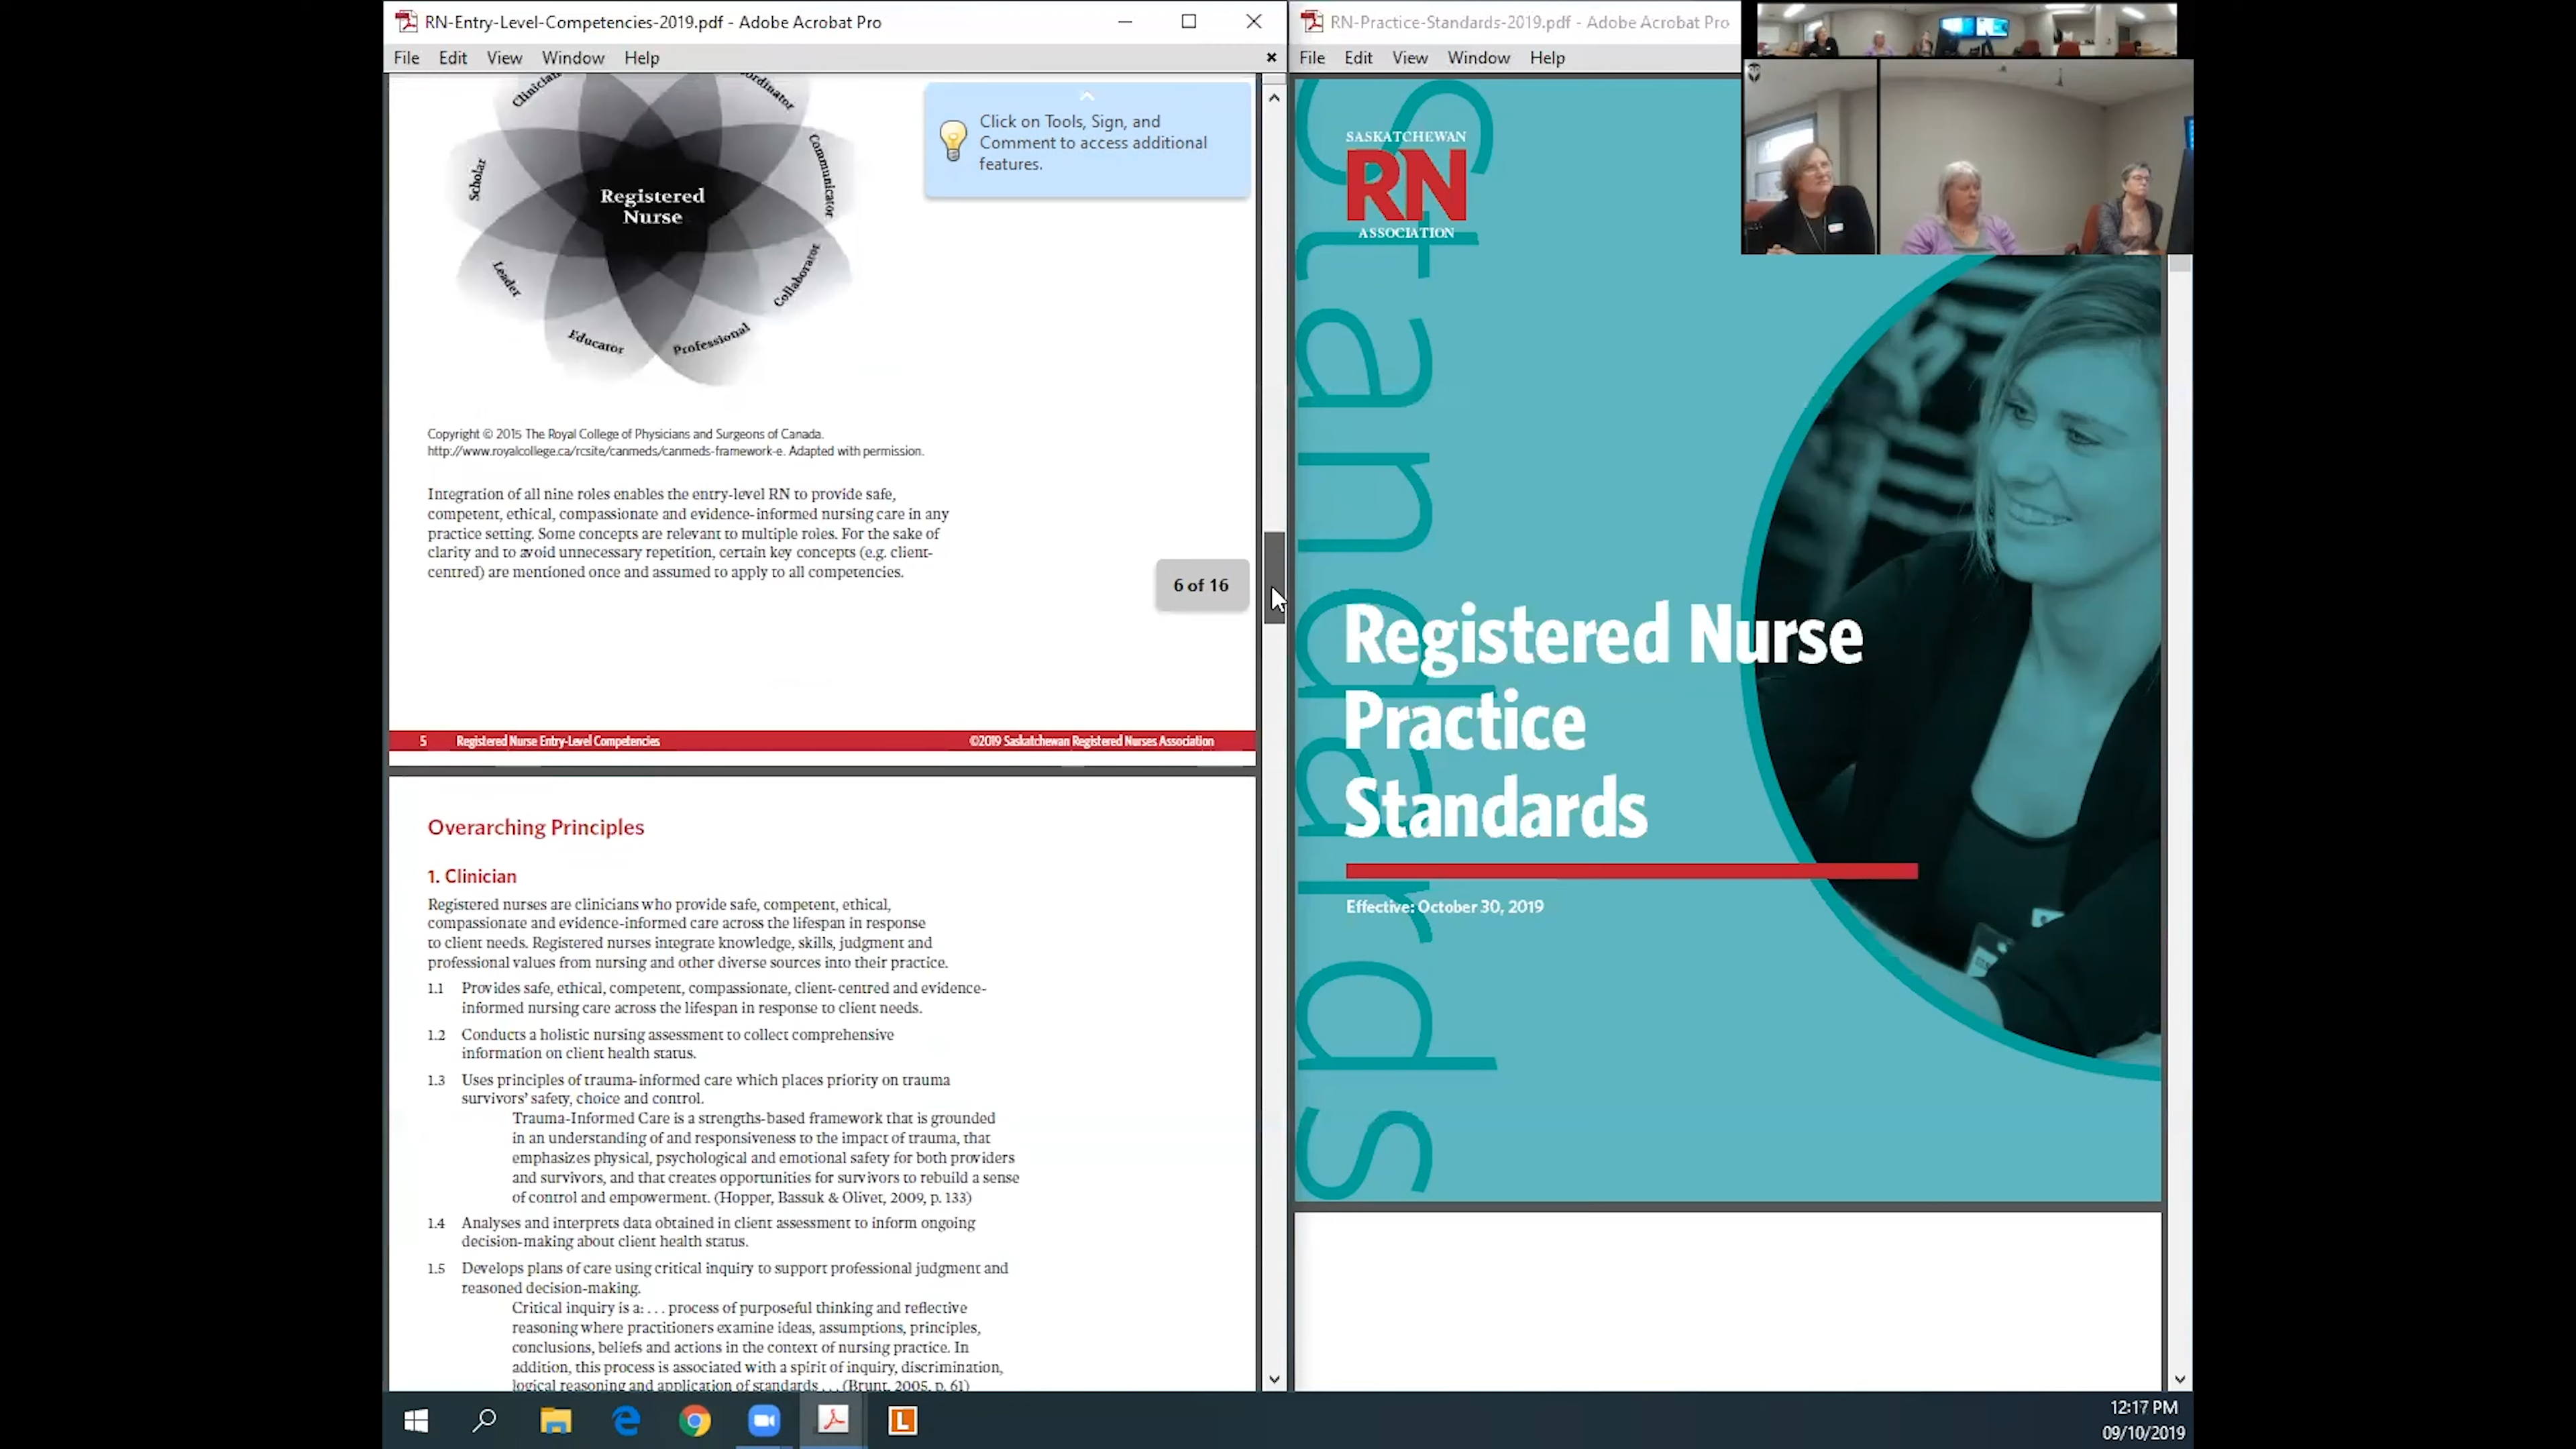 RN-Entry-Level-Competencies-2019.pdf - Adobe Acrobat Pro
File Edit View Window Help
Clinician
Communicator
Scholar
Registered
Nurse
Leader
Collaborator
Educator
Professional
Click on Tools, Sign, and
Comment to access additional
features.
Copyright © 2015 The Royal College of Physicians and Surgeons of Canada.
http://www.royalcollege.ca/rcsite/canmeds/canmeds-framework-e. Adapted with permission.
Integration of all nine roles enables the entry-level RN to provide safe,
competent, ethical, compassionate and evidence-informed nursing care in any
practice setting. Some concepts are relevant to multiple roles. For the sake of
clarity and to avoid unnecessary repetition, certain key concepts (e.g. client-
centred) are mentioned once and assumed to apply to all competencies.
6 of 16
5 Registered Nurse Entry-Level Competencies ©2019 Saskatchewan Registered Nurses Association
Overarching Principles
1. Clinician
Registered nurses are clinicians who provide safe, competent, ethical,
compassionate and evidence-informed care across the lifespan in response
to client needs. Registered nurses integrate knowledge, skills, judgment and
professional values from nursing and other diverse sources into their practice.
1.1 Provides safe, ethical, competent, compassionate, client-centred and evidence-
informed nursing care across the lifespan in response to client needs.
1.2 Conducts a holistic nursing assessment to collect comprehensive
information on client health status.
1.3 Uses principles of trauma-informed care which places priority on trauma
survivors' safety, choice and control.
Trauma-Informed Care is a strengths-based framework that is grounded
in an understanding of and responsiveness to the impact of trauma, that
emphasizes physical, psychological and emotional safety for both providers
and survivors, and that creates opportunities for survivors to rebuild a sense
of control and empowerment. (Hopper, Bassuk & Olivet, 2009, p. 133)
1.4 Analyses and interprets data obtained in client assessment to inform ongoing
decision-making about client health status.
1.5 Develops plans of care using critical inquiry to support professional judgment and
reasoned decision-making.
Critical inquiry is a: . . . process of purposeful thinking and reflective
reasoning where practitioners examine ideas, assumptions, principles,
conclusions, beliefs and actions in the context of nursing practice. In
addition, this process is associated with a spirit of inquiry, discrimination,
logical reasoning and application of standards . . . (Brunt, 2005, p. 61)
RN-Practice-Standards-2019.pdf - Adobe Acrobat Pro
File Edit View Window Help
Standards
SASKATCHEWAN
RN
ASSOCIATION
Registered Nurse
Practice
Standards
Effective: October 30, 2019
12:17 PM
09/10/2019